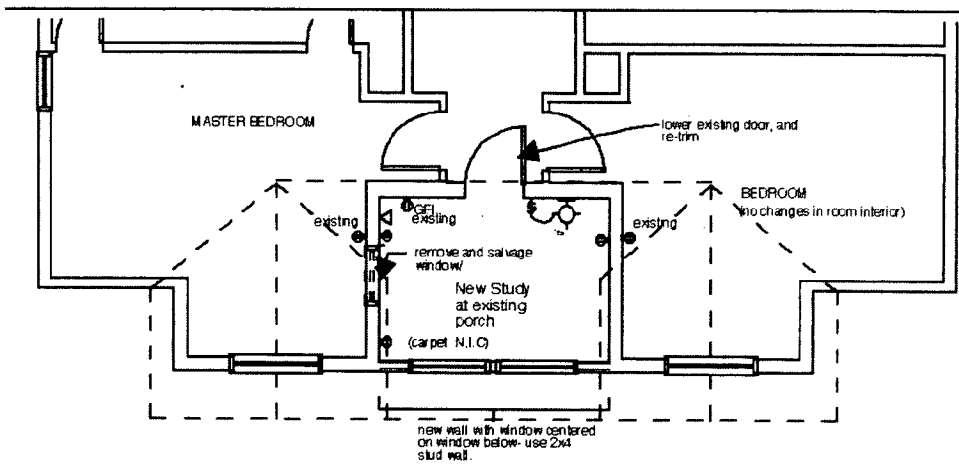 MASTER BEDROOM
lower existing door, and
re-trim
BEDROOM
(no changes in room interior)
existing
GFI
existing
existing
remove and salvage
window/
New Study
at existing
porch
(carpet N.I.C)
new wall with window centered
on window below- use 2x4
stud wall.